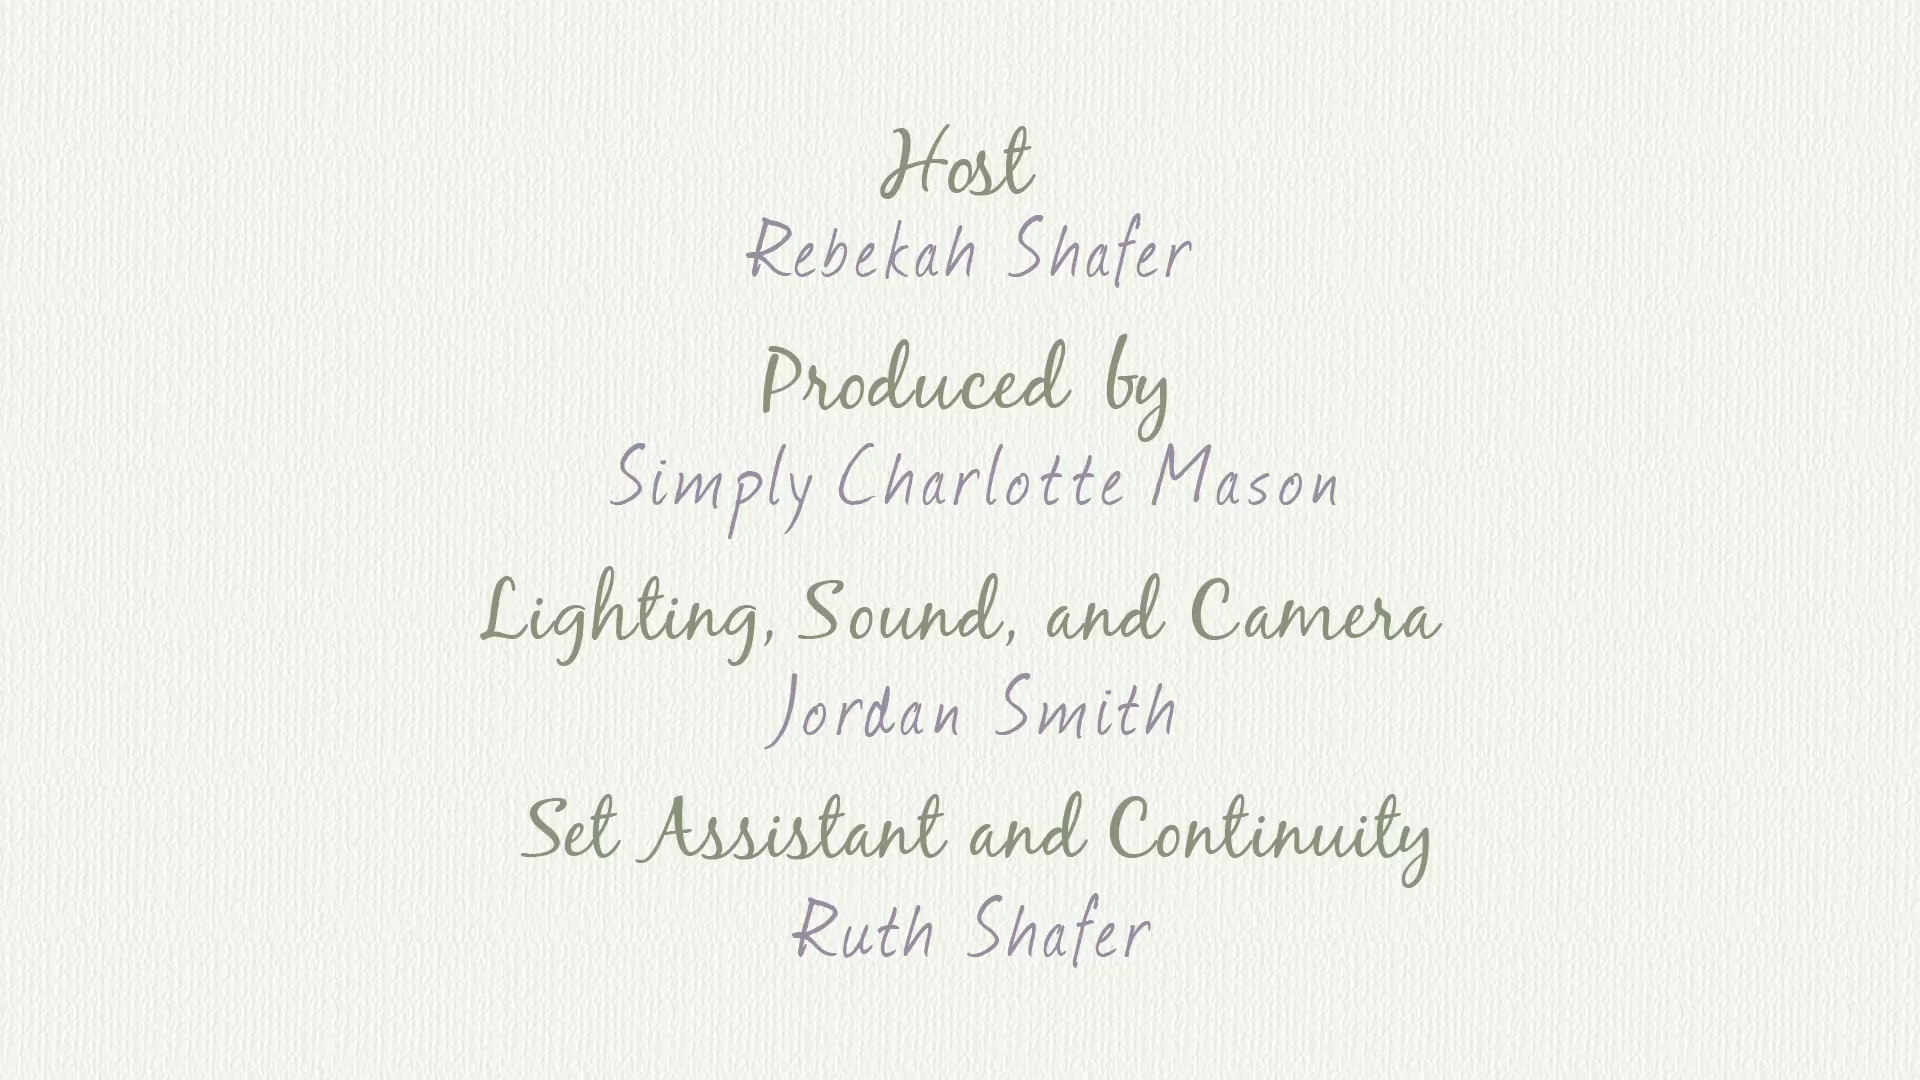 Host
Rebekah Shafer
Produced by
Simply Charlotte Mason
Lighting, Sound, and Camera
Jordan Smith
Set Assistant and Continuity
Ruth Shafer